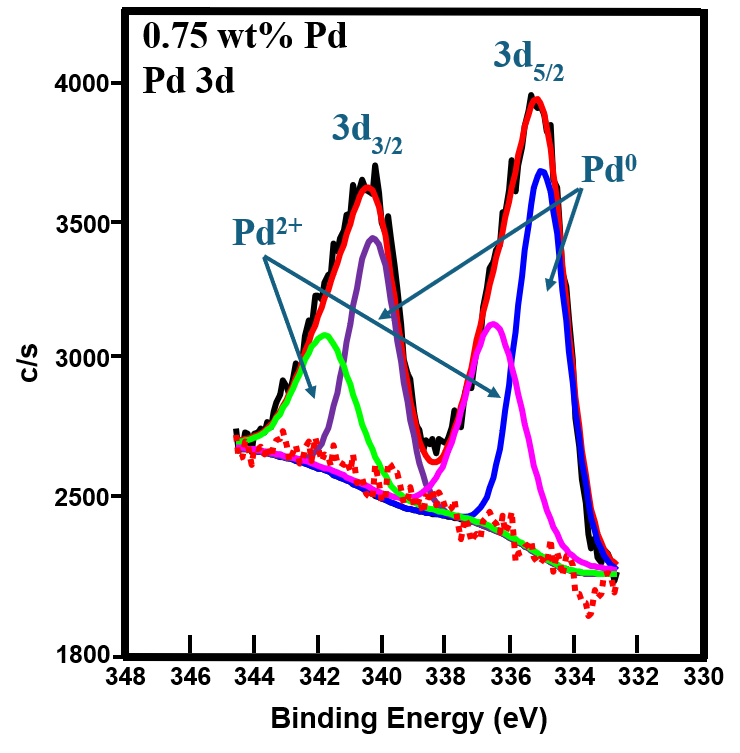 0.75 wt% Pd
Pd 3d
3d5/2
3d3/2
Pd0
Pd2+
4000
3500
3000
2500
1800
c/s
348 346 344 342 340 338 336 334 332 330
Binding Energy (eV)